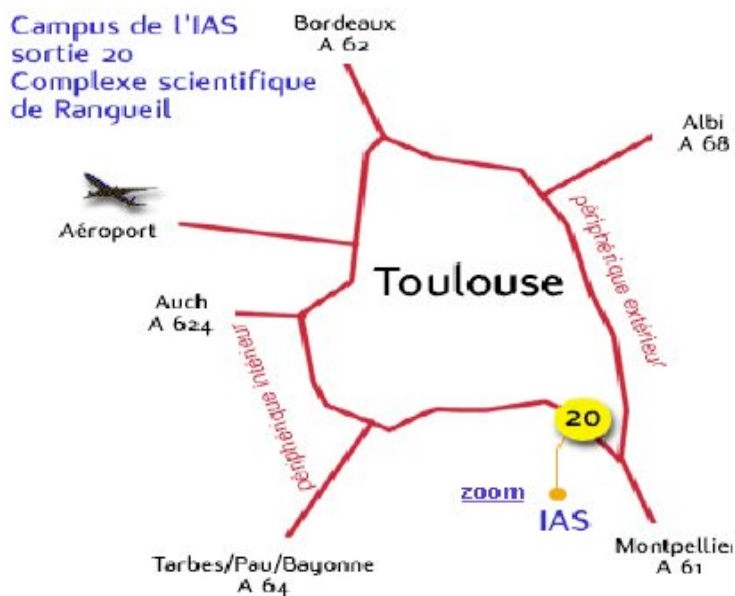 Campus de l'IAS
sortie 20
Complexe scientifique
de Rangueil
Bordeaux
A 62
Albi
A 68
Aéroport
périphérique extérieur
Toulouse
Auch
A 624
périphérique intérieur
20
zoom
IAS
Tarbes/Pau/Bayonne
A 64
Montpellier
A 61